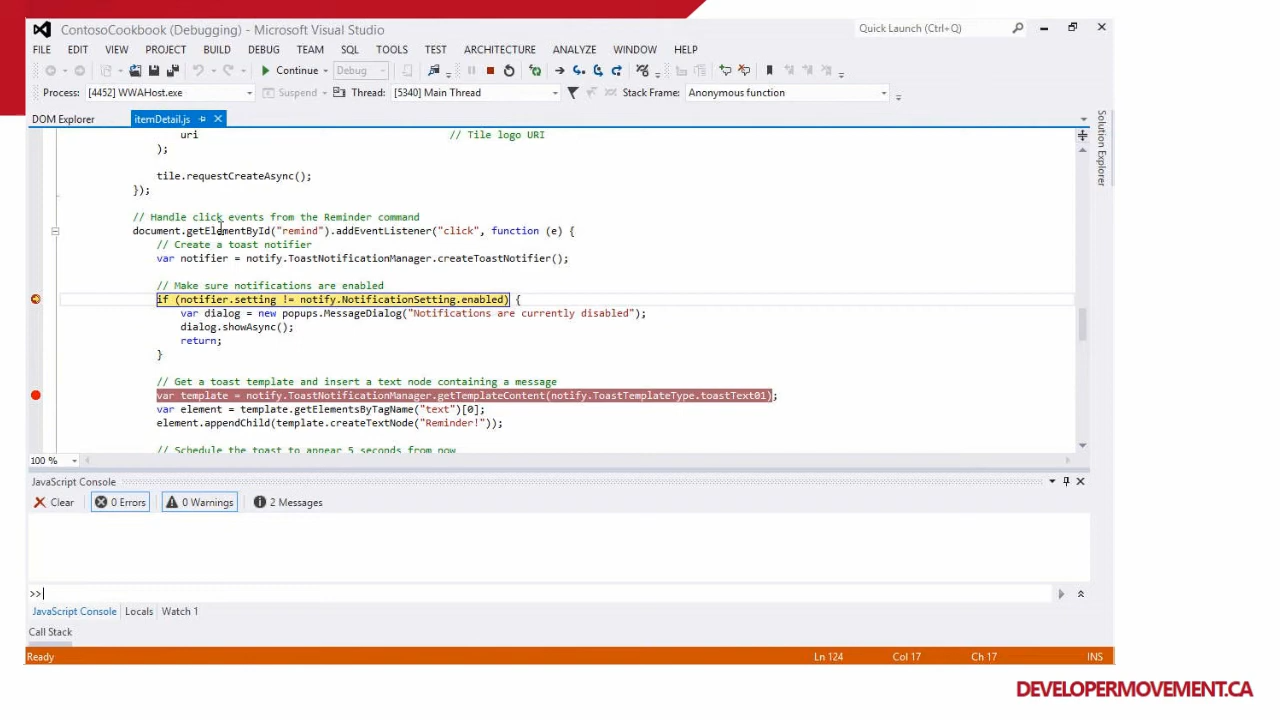 ContosoCookbook (Debugging) - Microsoft Visual Studio
Quick Launch (Ctrl+Q)
FILE EDIT VIEW PROJECT BUILD DEBUG TEAM SQL TOOLS TEST ARCHITECTURE ANALYZE WINDOW HELP
Continue Debug
Process: [4452] WWAHost.exe Suspend Thread: [5340] Main Thread Stack Frame: Anonymous function
DOM Explorer itemDetail.js
Solution Explorer
uri // Tile logo URI
);
tile.requestCreateAsync();
});
// Handle click events from the Reminder command
document.getElementById("remind").addEventListener("click", function (e) {
// Create a toast notifier
var notifier = notify.ToastNotificationManager.createToastNotifier();
// Make sure notifications are enabled
if (notifier.setting != notify.NotificationSetting.enabled) {
var dialog = new popups.MessageDialog("Notifications are currently disabled");
dialog.showAsync();
return;
}
// Get a toast template and insert a text node containing a message
var template = notify.ToastNotificationManager.getTemplateContent(notify.ToastTemplateType.toastText01);
var element = template.getElementsByTagName("text")[0];
element.appendChild(template.createTextNode("Reminder!"));
// Schedule the toast to appear 5 seconds from now
100 %
JavaScript Console
Clear 0 Errors 0 Warnings 2 Messages
>>
JavaScript Console Locals Watch 1
Call Stack
Ready Ln 124 Col 17 Ch 17 INS
DEVELOPERMOVEMENT.CA